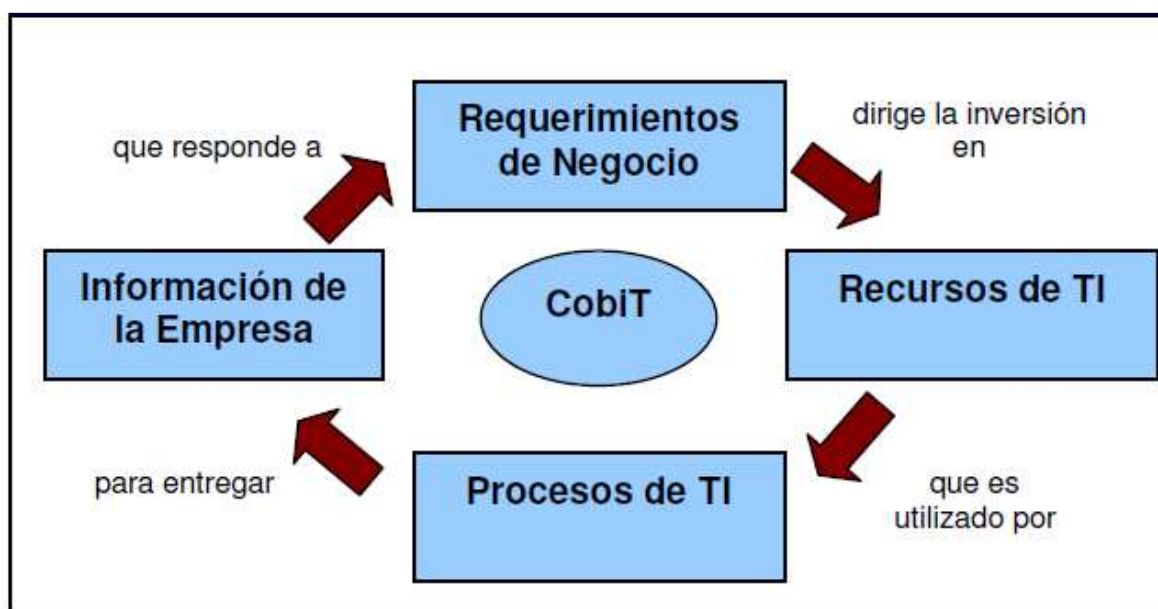 Requerimientos
de Negocio
dirige la inversión
en
que responde a
Información de
la Empresa
CobiT
Recursos de TI
para entregar
Procesos de TI
que es
utilizado por